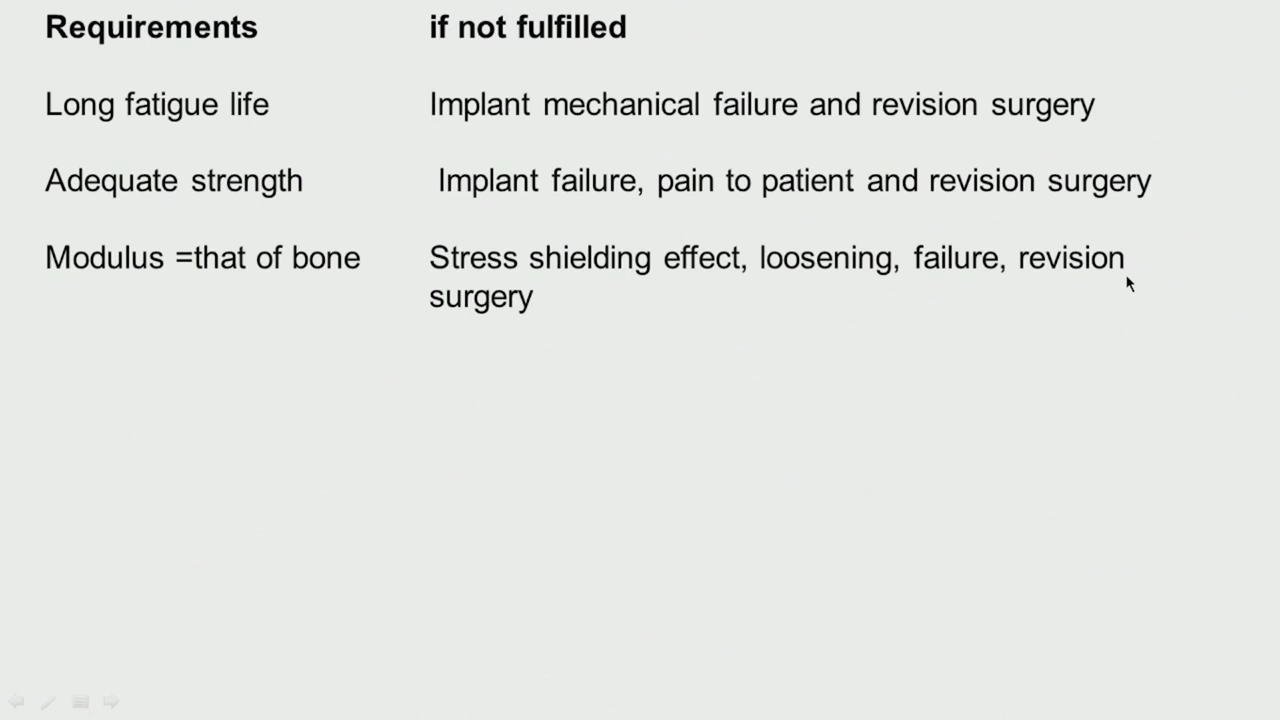 Requirements if not fulfilled
Long fatigue life Implant mechanical failure and revision surgery
Adequate strength Implant failure, pain to patient and revision surgery
Modulus =that of bone Stress shielding effect, loosening, failure, revision
surgery